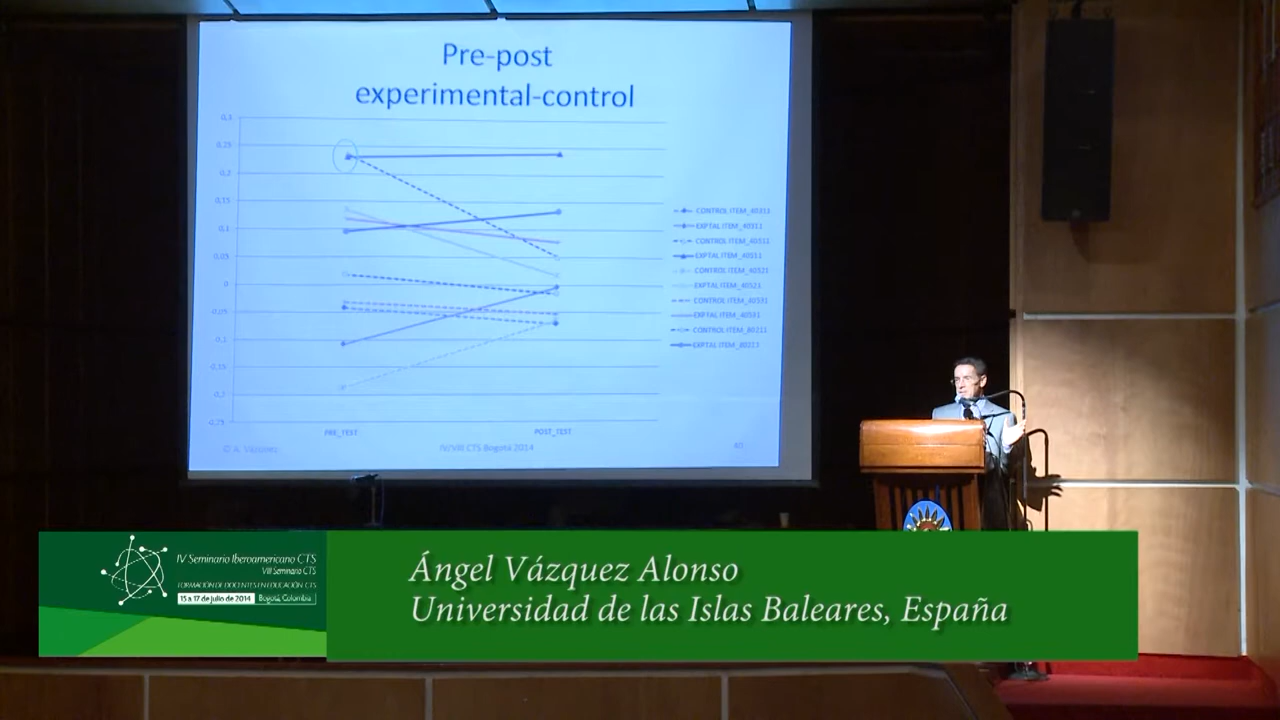 Pre-post
experimental-control
0,3
0,25
0,2
0,15
0,1
0,05
0
0,05
0,1
0,15
0,2
0,25
PRE_TEST
POST_TEST
CONTROL ITEM_40311
EXPTAL ITEM_40311
CONTROL ITEM_40511
EXPTAL ITEM_40511
CONTROL ITEM_40521
EXPTAL ITEM_40521
CONTROL ITEM_40531
EXPTAL ITEM_40531
CONTROL ITEM_80211
EXPTAL ITEM_80211
© A. Vázquez
IV/VIII CTS Bogotá 2014
40
IV Seminario Iberoamericano CTS
VIII Seminario CTS
FORMACIÓN DE DOCENTES EN EDUCACIÓN CTS
15 a 17 de julio de 2014 Bogotá, Colombia
Ángel Vázquez Alonso
Universidad de las Islas Baleares, España